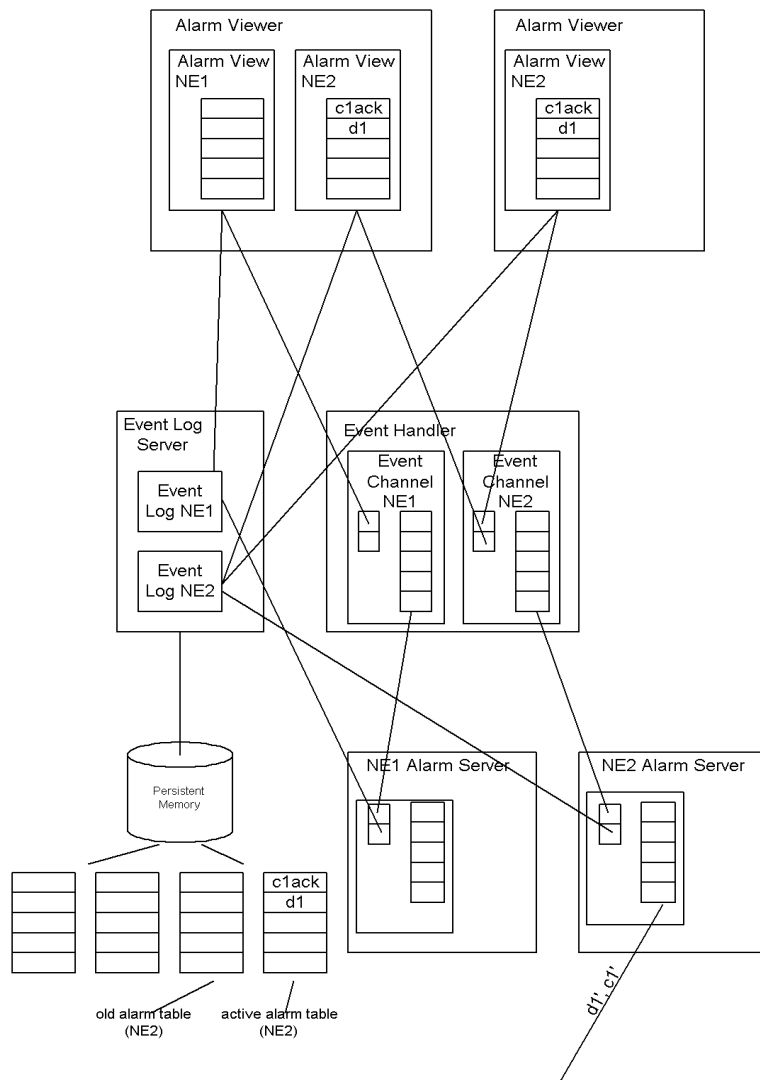 Alarm Viewer
Alarm Viewer
Alarm View
NE1
Alarm View
NE2
Alarm View
NE2
c1ack
d1
c1ack
d1
Event Log
Server
Event Handler
Event
Log NE1
Event
Channel
NE1
Event
Channel
NE2
Event
Log NE2
NE1 Alarm Server
NE2 Alarm Server
Persistent
Memory
c1ack
d1
d1', c1'
old alarm table
(NE2)
active alarm table
(NE2)